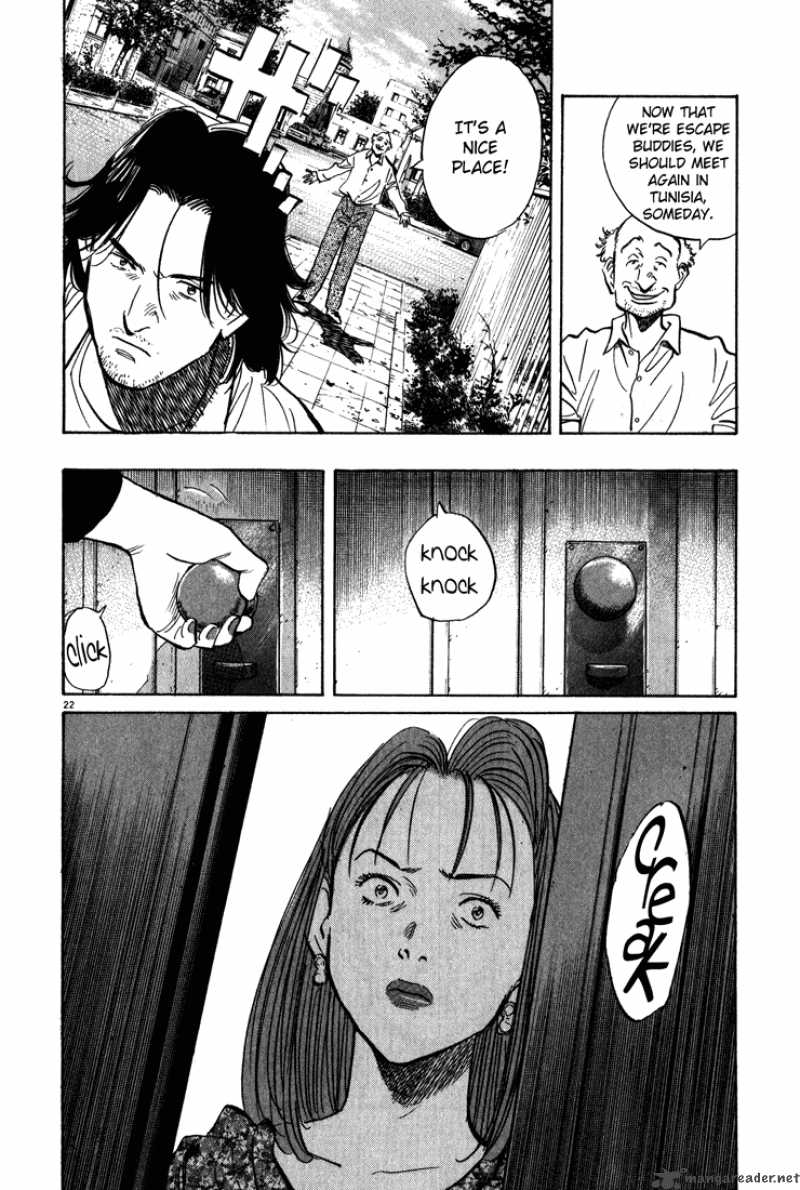 NOW THAT
WE'RE ESCAPE
BUDDIES, WE
SHOULD MEET
AGAIN IN
TUNISIA,
SOMEDAY.
IT'S A
NICE
PLACE!
knock
knock
click
22
Creak
mangareader.net